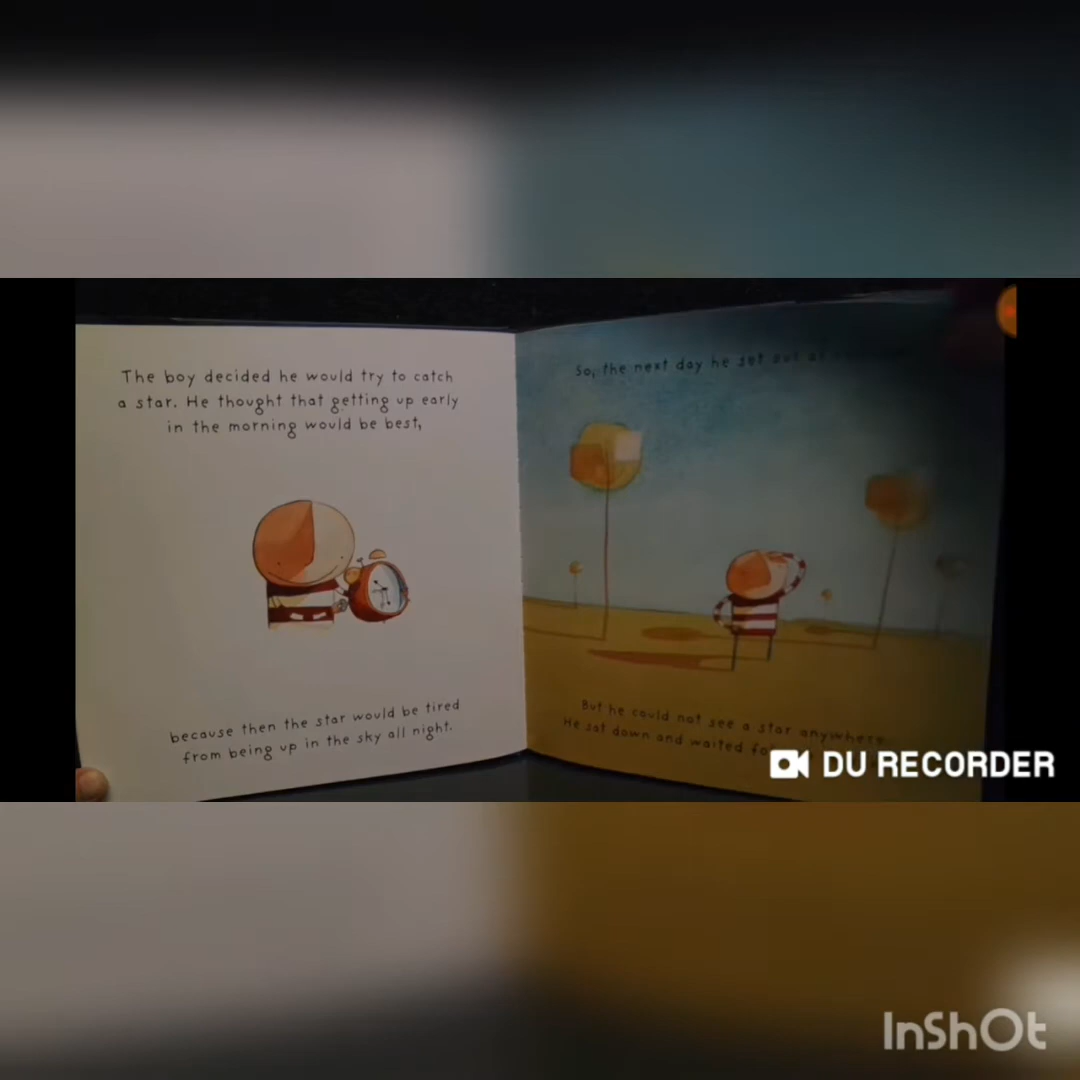 The boy decided he would try to catch
a star. He thought that getting up early
in the morning would be best,
because then the star would be tired
from being up in the sky all night.
So, the next day he set out at
But he could not see a star anywhere
He sat down and waited fo
DU RECORDER
InShOt